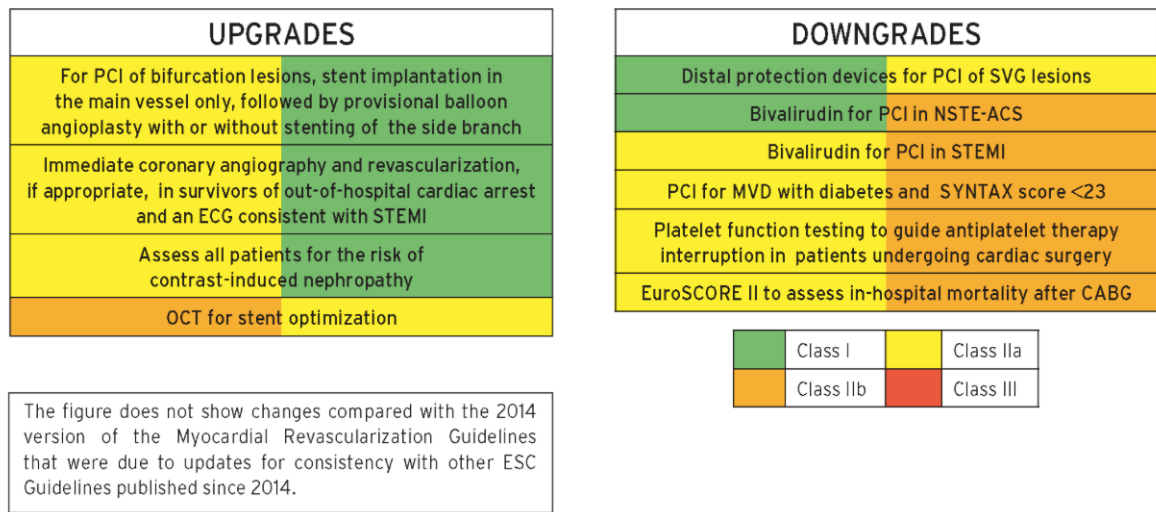 UPGRADES
For PCI of bifurcation lesions, stent implantation in
the main vessel only, followed by provisional balloon
angioplasty with or without stenting of the side branch
Immediate coronary angiography and revascularization,
if appropriate, in survivors of out-of-hospital cardiac arrest
and an ECG consistent with STEMI
Assess all patients for the risk of
contrast-induced nephropathy
OCT for stent optimization
The figure does not show changes compared with the 2014
version of the Myocardial Revascularization Guidelines
that were due to updates for consistency with other ESC
Guidelines published since 2014.
DOWNGRADES
Distal protection devices for PCI of SVG lesions
Bivalirudin for PCI in NSTE-ACS
Bivalirudin for PCI in STEMI
PCI for MVD with diabetes and SYNTAX score <23
Platelet function testing to guide antiplatelet therapy
interruption in patients undergoing cardiac surgery
EuroSCORE II to assess in-hospital mortality after CABG
Class I
Class IIa
Class IIb
Class III